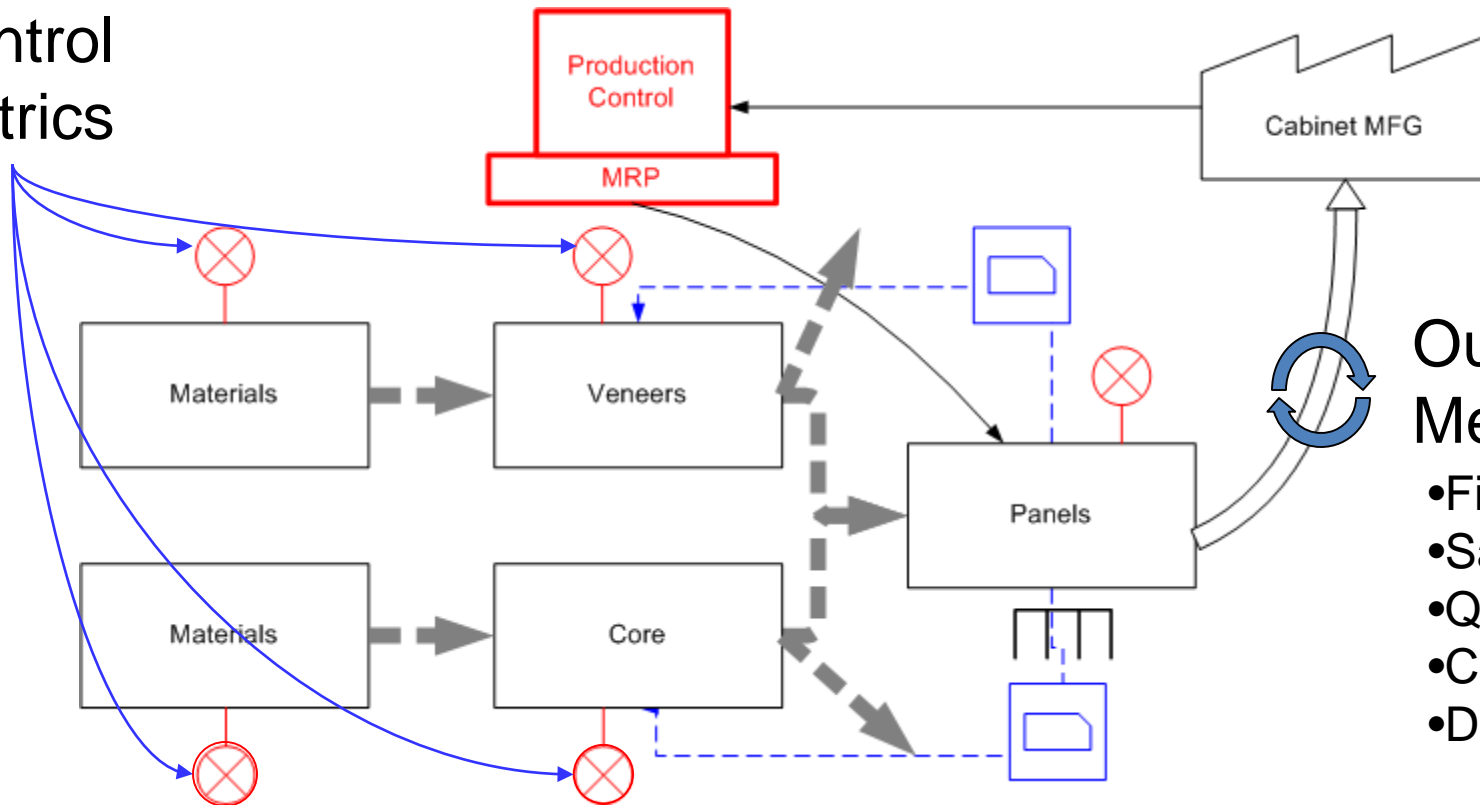 ntrol
trics
Production
Control
MRP
Cabinet MFG
Materials
Veneers
Panels
Materials
Core
Ou
Me
•Fi
•Sa
•Q
•C
•D